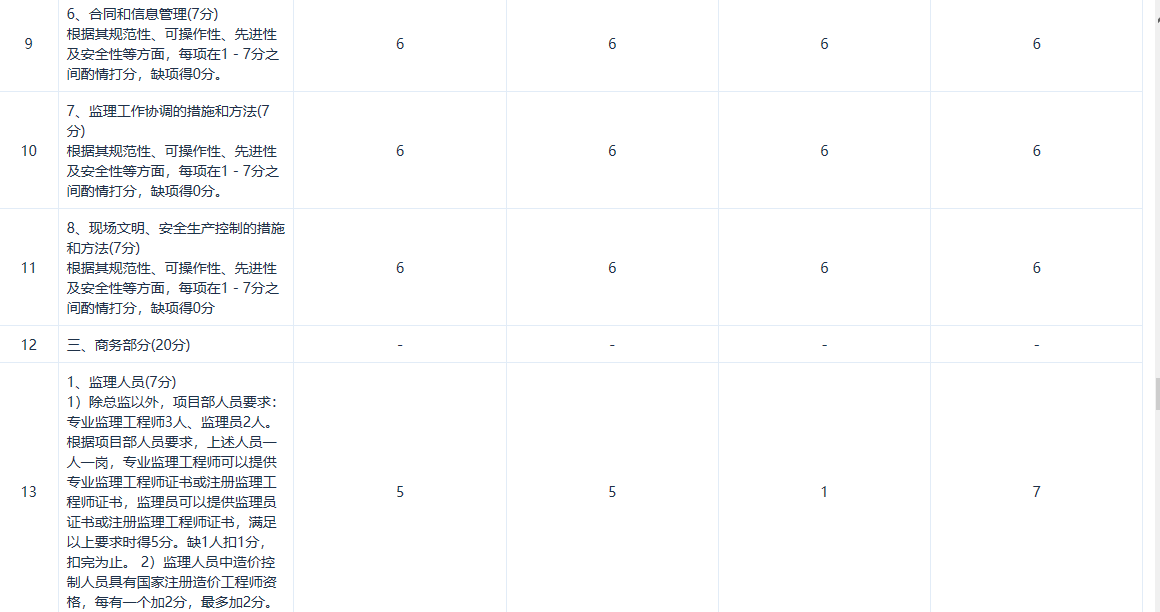 6、合同和信息管理(7分)
根据其规范性、可操作性、先进性
及安全性等方面，每项在1－7分之
间酌情打分，缺项得0分。
9
6
6
6
6
7、监理工作协调的措施和方法(7
分)
根据其规范性、可操作性、先进性
及安全性等方面，每项在1－7分之
间酌情打分，缺项得0分。
10
6
6
6
6
8、现场文明、安全生产控制的措施
和方法(7分)
根据其规范性、可操作性、先进性
及安全性等方面，每项在1－7分之
间酌情打分，缺项得0分
11
6
6
6
6
12
三、商务部分(20分)
-
-
-
-
1、监理人员(7分)
1）除总监以外，项目部人员要求：
专业监理工程师3人、监理员2人。
根据项目部人员要求，上述人员一
人一岗，专业监理工程师可以提供
专业监理工程师证书或注册监理工
程师证书，监理员可以提供监理员
证书或注册监理工程师证书，满足
以上要求时得5分。缺1人扣1分，
扣完为止。 2）监理人员中造价控
制人员具有国家注册造价工程师资
格，每有一个加2分，最多加2分。
13
5
5
1
7